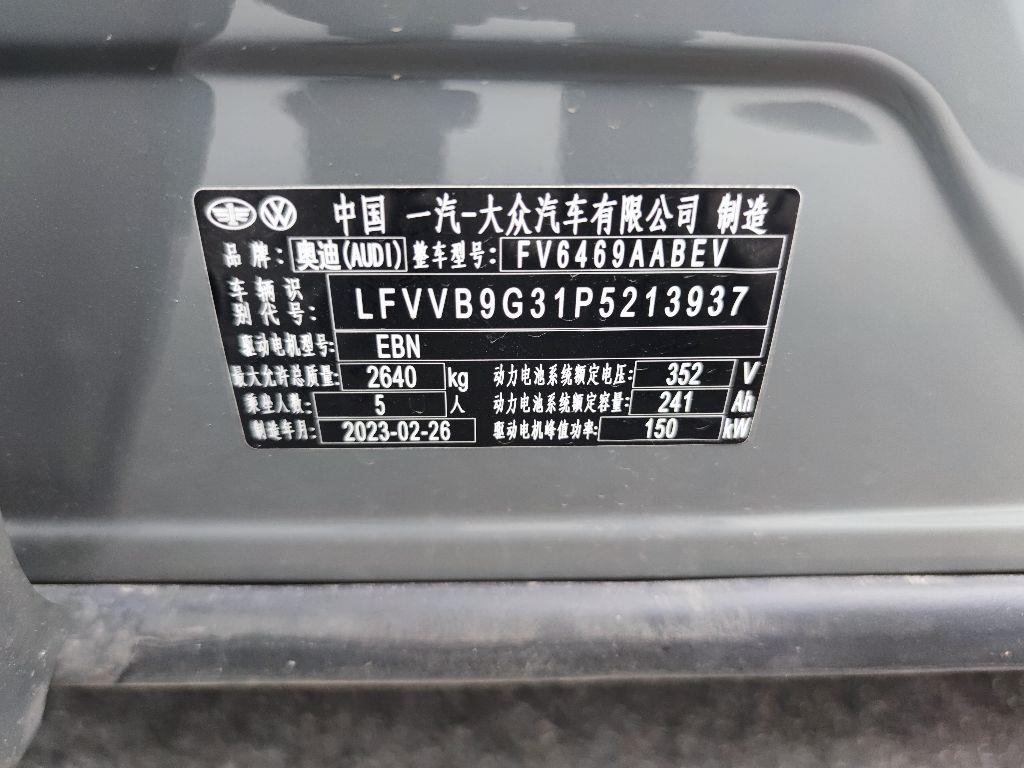 中国 一汽-大众汽车有限公司 制造
品牌: 奥迪(AUDI) 整车型号: FV6469AABEV
车辆识别代号: LFVVB9G31P5213937
驱动电机型号: EBN
最大允许总质量: 2640 kg 动力电池系统额定电压: 352 V
乘坐人数: 5 人 动力电池系统额定容量: 241 Ah
制造年月: 2023-02-26 驱动电机峰值功率: 150 kW